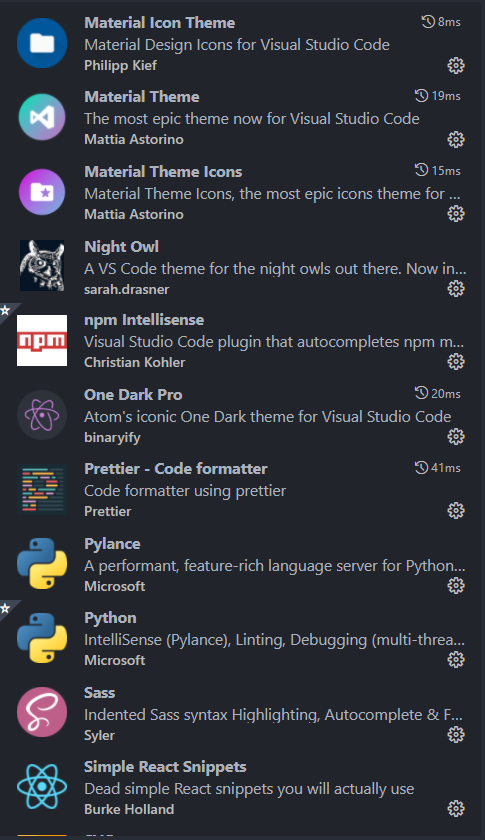 Material Icon Theme 8ms
Material Design Icons for Visual Studio Code
Philipp Kief
Material Theme 19ms
The most epic theme now for Visual Studio Code
Mattia Astorino
Material Theme Icons 15ms
Material Theme Icons, the most epic icons theme for ...
Mattia Astorino
Night Owl
A VS Code theme for the night owls out there. Now in...
sarah.drasner
npm Intellisense
npm
Visual Studio Code plugin that autocompletes npm m...
Christian Kohler
One Dark Pro 20ms
Atom's iconic One Dark theme for Visual Studio Code
binaryify
Prettier - Code formatter 41ms
Code formatter using prettier
Prettier
Pylance
A performant, feature-rich language server for Python...
Microsoft
Python
IntelliSense (Pylance), Linting, Debugging (multi-threa...
Microsoft
Sass
Indented Sass syntax Highlighting, Autocomplete & F...
Syler
Simple React Snippets
Dead simple React snippets you will actually use
Burke Holland